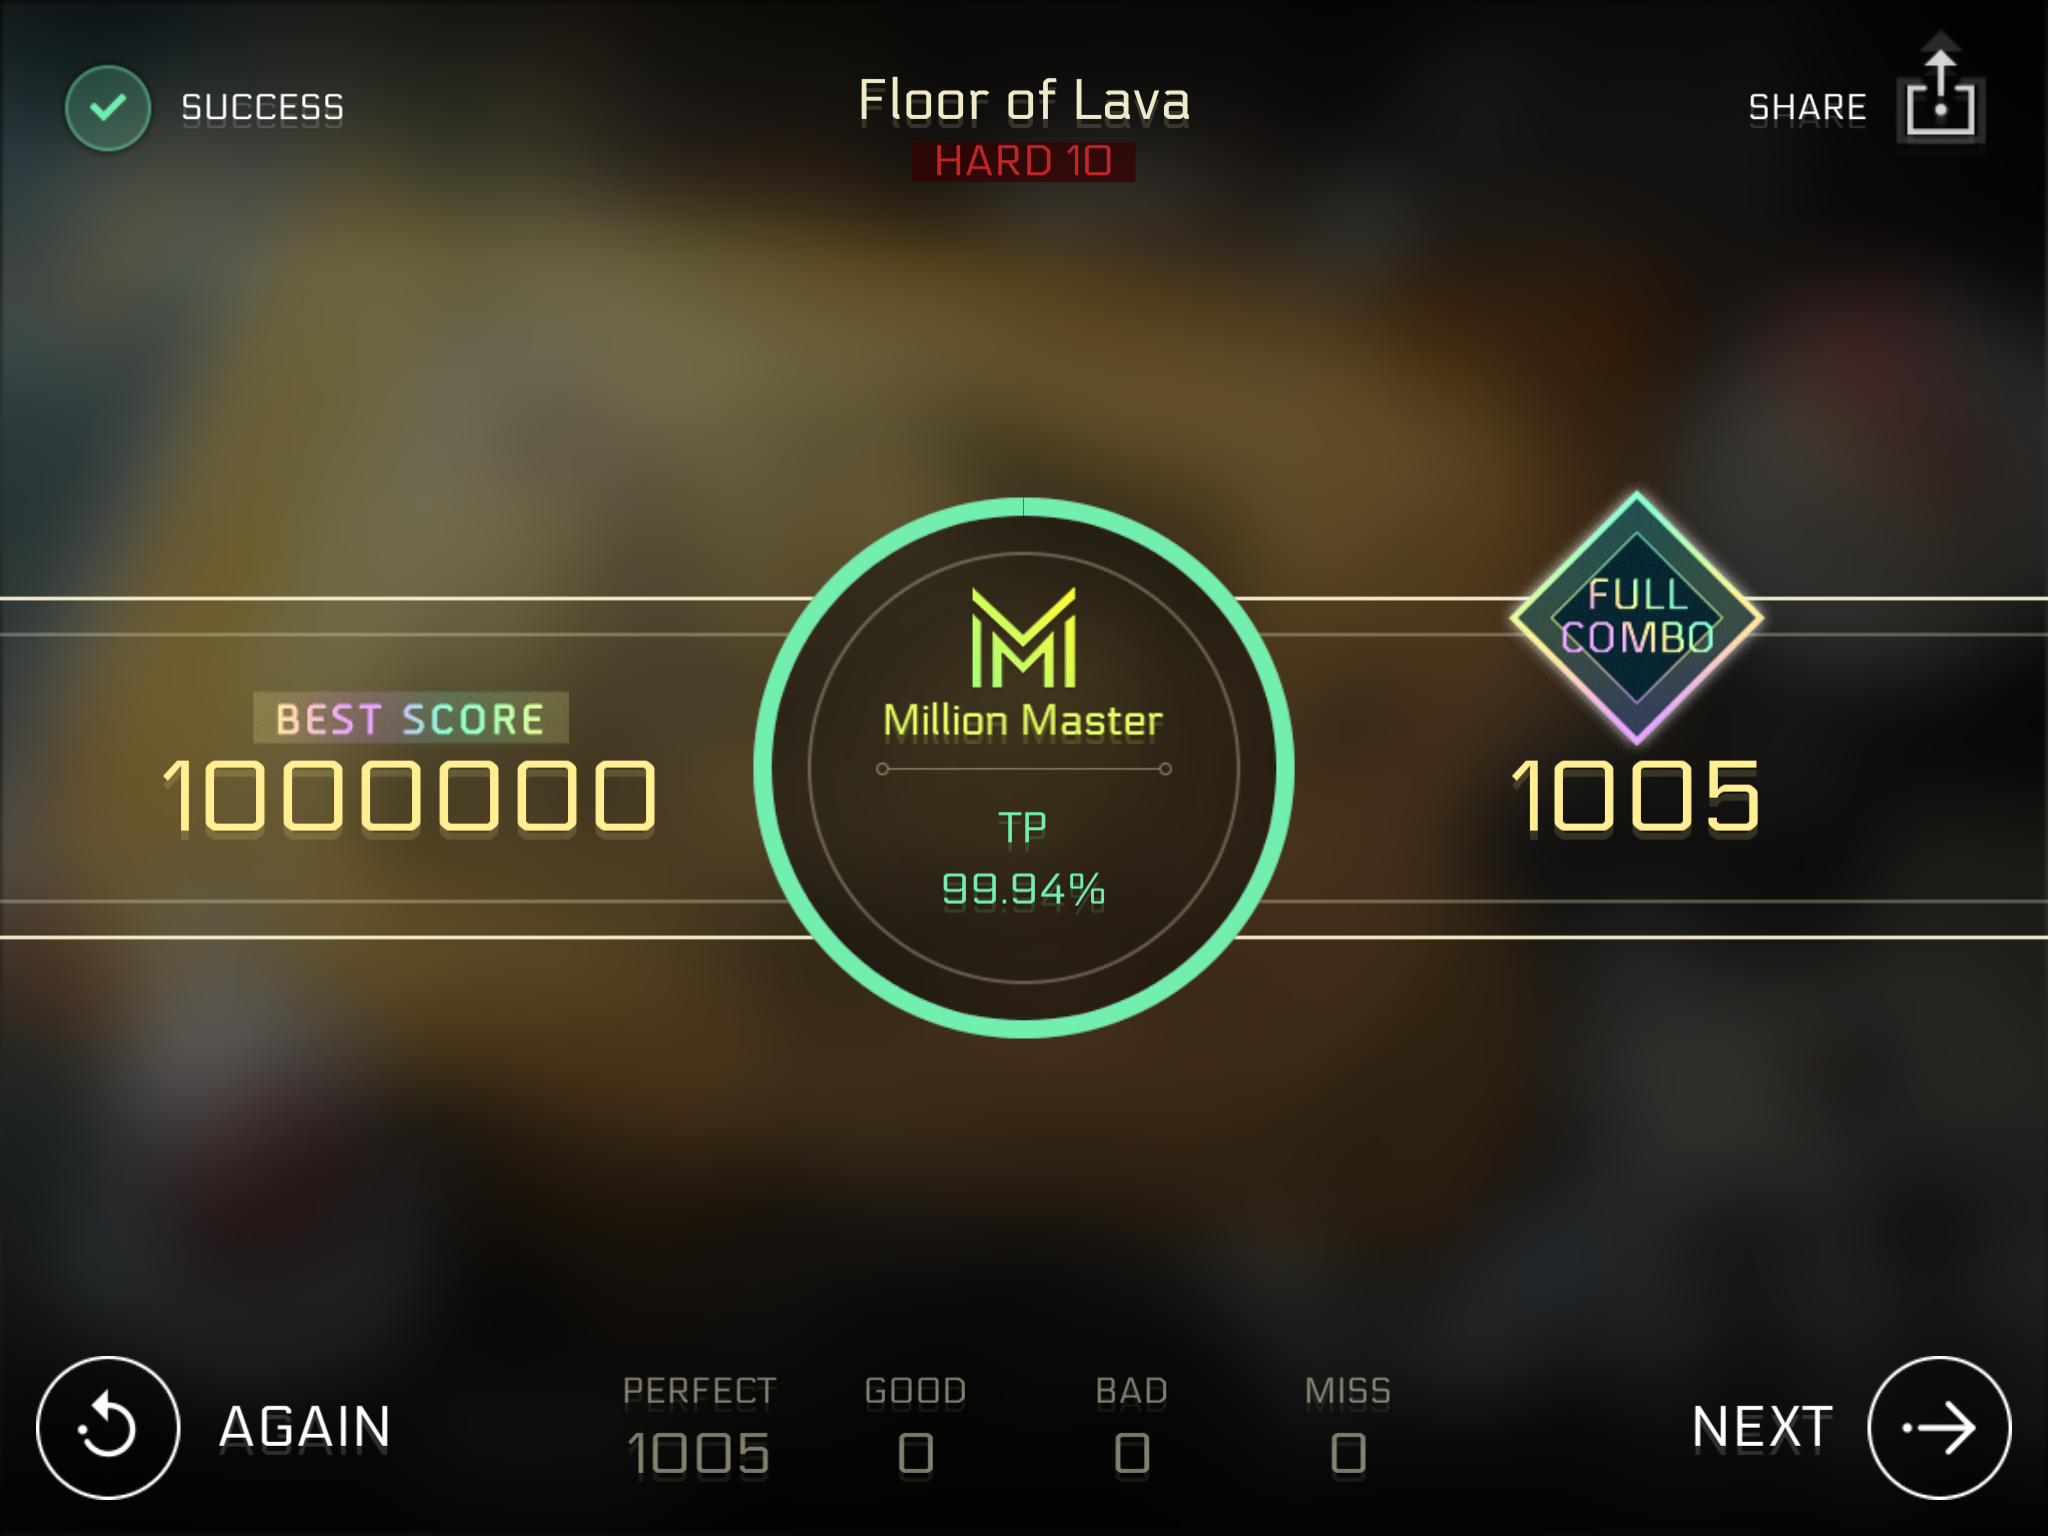 SUCCESS
Floor of Lava
HARD 10
SHARE
FULL
COMBO
Million Master
BEST SCORE
1000000
1005
TP
99.94%
PERFECT
GOOD
BAD
MISS
1005
0
0
0
AGAIN
NEXT